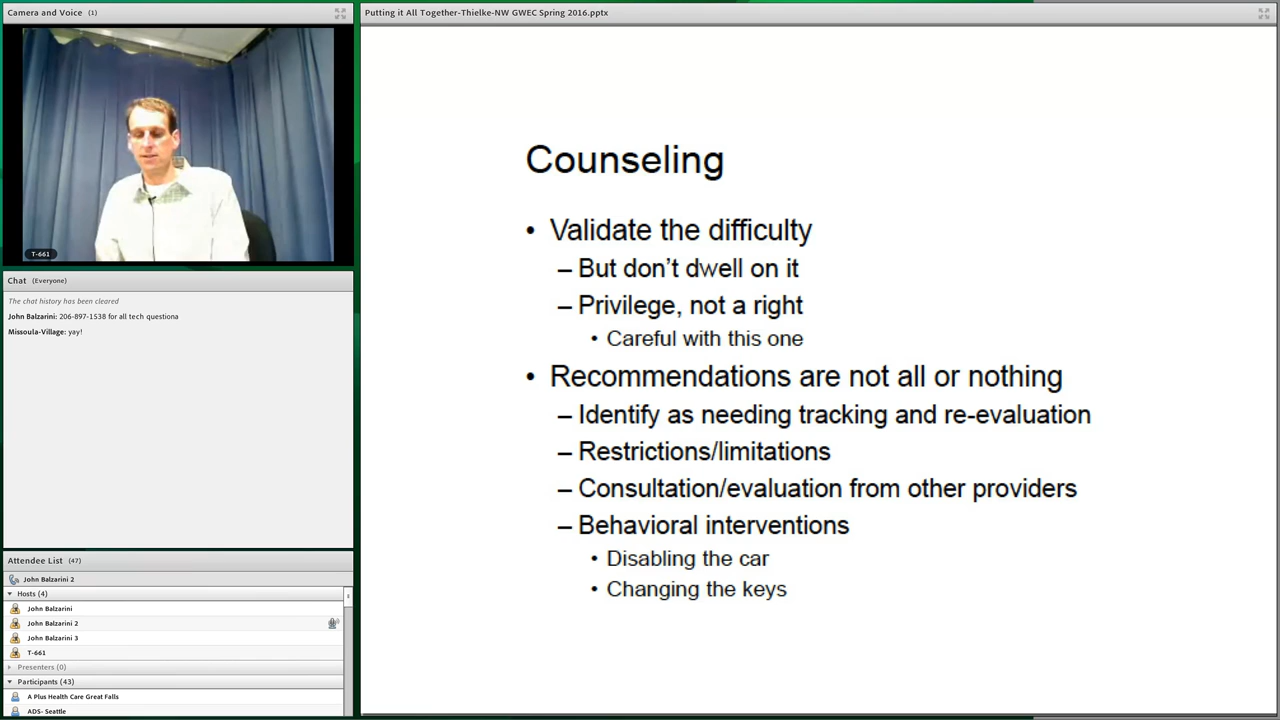 Camera and Voice (1)
T-661
Chat (Everyone)
The chat history has been cleared
John Balzarini: 206-897-1538 for all tech questiona
Missoula-Village: yay!
Attendee List (47)
John Balzarini 2
Hosts (4)
John Balzarini
John Balzarini 2
John Balzarini 3
T-661
Presenters (0)
Participants (43)
A Plus Health Care Great Falls
ADS- Seattle
Putting it All Together-Thielke-NW GWEC Spring 2016.pptx
Counseling
• Validate the difficulty
– But don't dwell on it
– Privilege, not a right
• Careful with this one
• Recommendations are not all or nothing
– Identify as needing tracking and re-evaluation
– Restrictions/limitations
– Consultation/evaluation from other providers
– Behavioral interventions
• Disabling the car
• Changing the keys